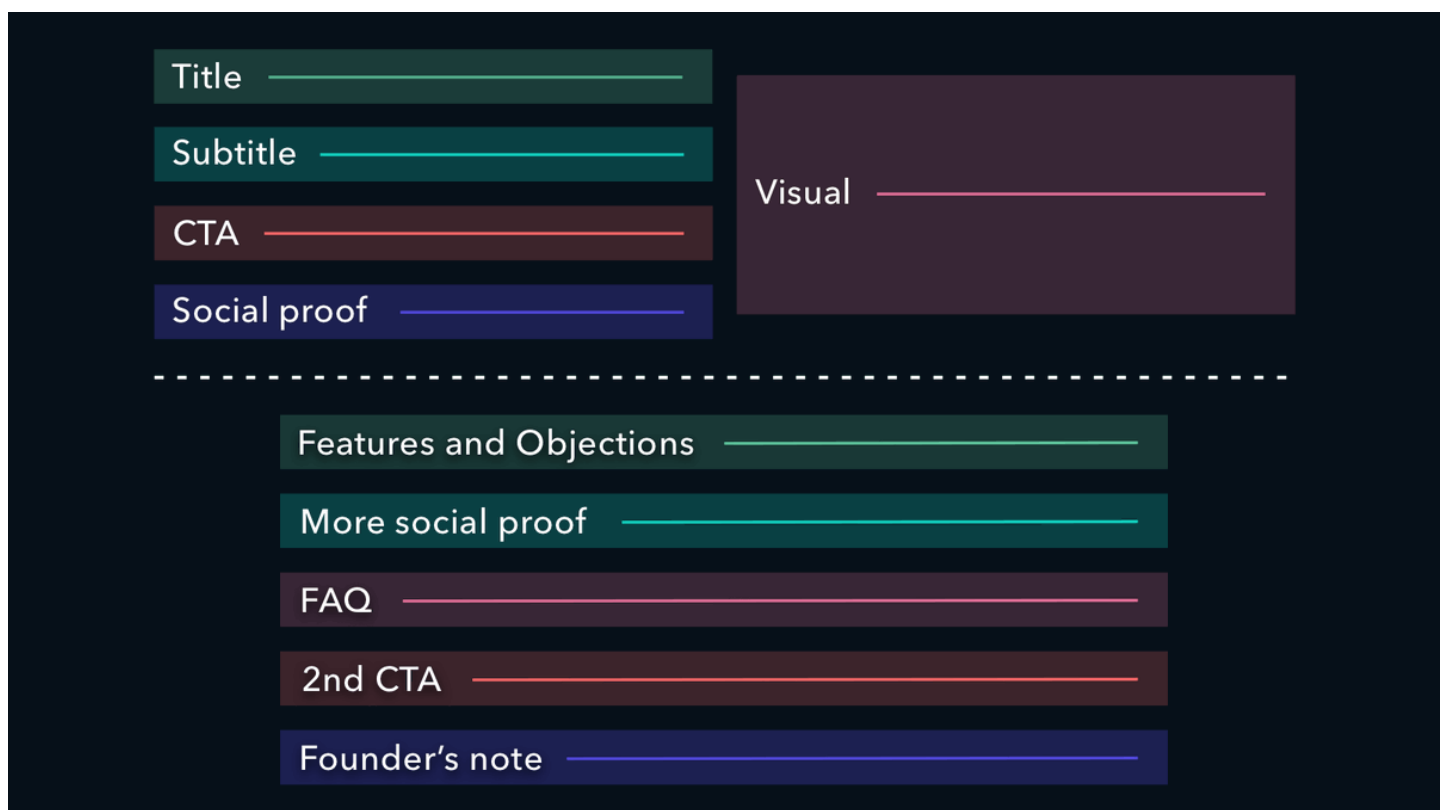 Title
Subtitle
CTA
Social proof
Visual
Features and Objections
More social proof
FAQ
2nd CTA
Founder’s note